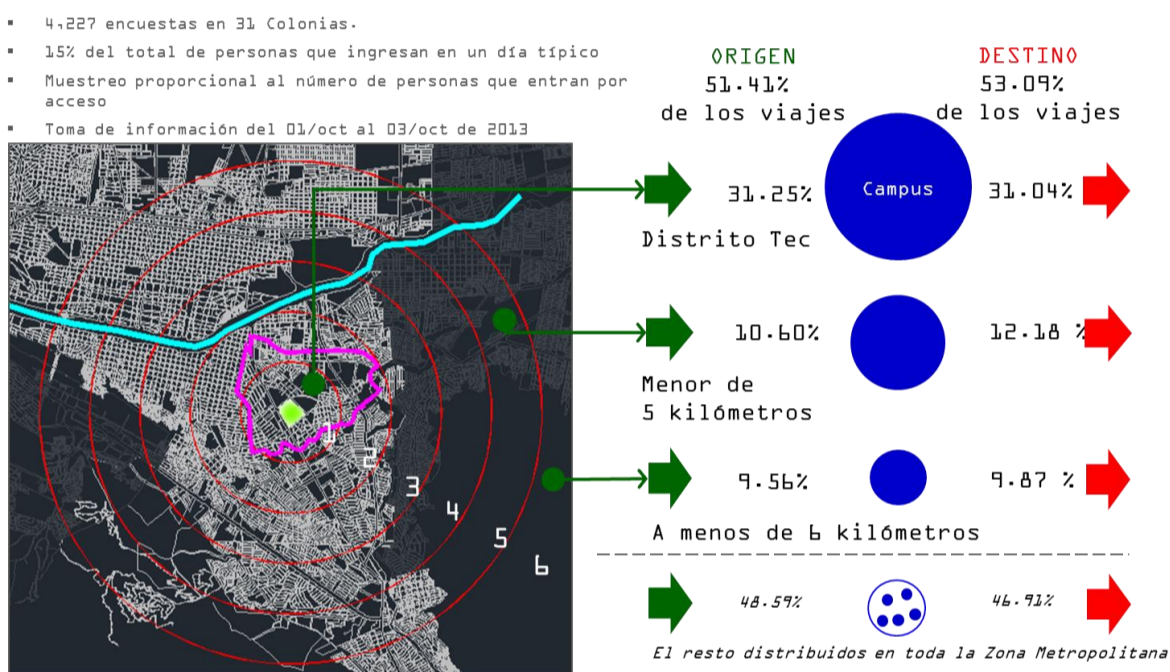 4,227 encuestas en 31 Colonias.
15% del total de personas que ingresan en un día típico
Muestreo proporcional al número de personas que entran por
acceso
Toma de información del 01/oct al 03/oct de 2013
ORIGEN
51.41%
de los viajes
DESTINO
53.09%
de los viajes
31.25%
Campus
31.04%
Distrito Tec
10.60%
12.18 %
Menor de
5 kilómetros
9.56%
9.87 %
A menos de 6 kilómetros
48.59%
46.91%
El resto distribuidos en toda la Zona Metropolitana
1
2
3
4
5
6